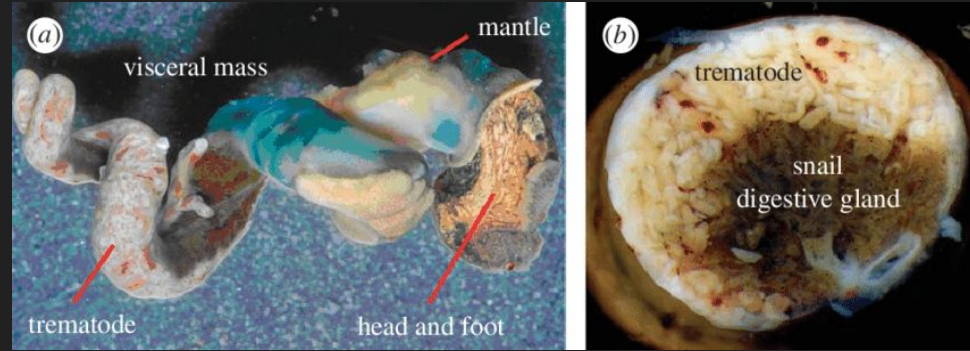 (a)
mantle
visceral mass
trematode
head and foot
(b)
trematode
snail
digestive gland